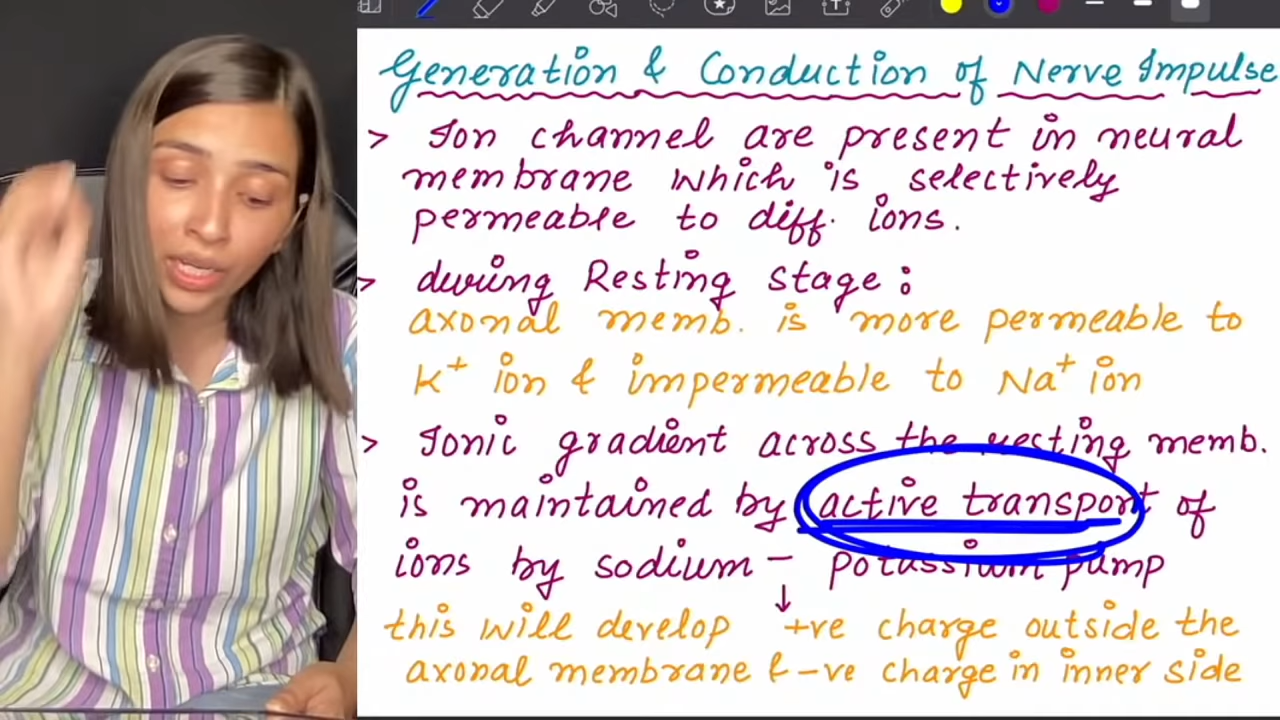 Generation & Conduction of Nerve Impulse
> Ion channel are present in neural
membrane which is selectively
permeable to diff. ions.
> during Resting Stage :
axonal memb. is more permeable to
K+ ion & impermeable to Na+ ion
> Ionic gradient across the resting memb.
is maintained by active transport of
ions by sodium - potassium pump
↓
this will develop +ve charge outside the
axonal membrane & -ve charge in inner side